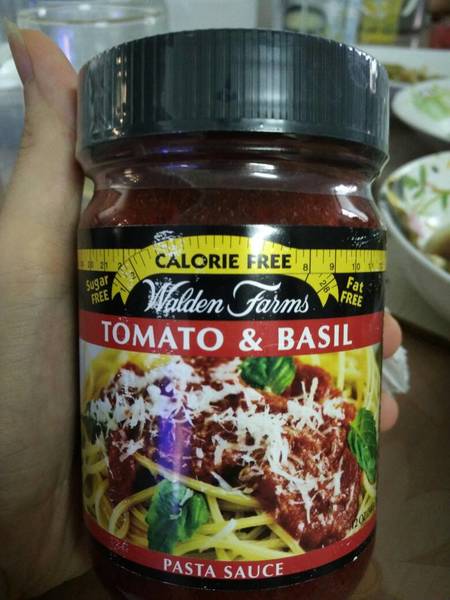 CALORIE FREE
Sugar FREE
Fat FREE
Walden Farms
TOMATO & BASIL
PASTA SAUCE